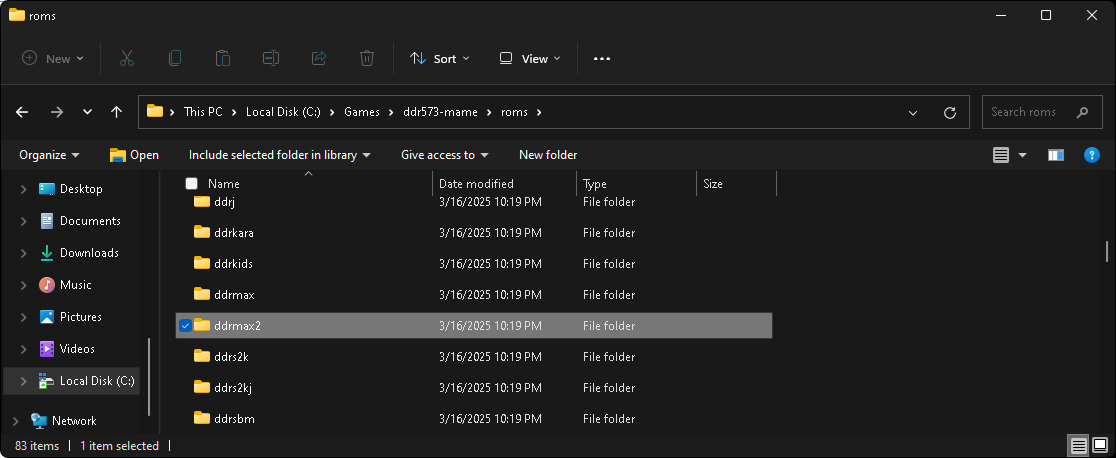 roms
New
Sort
View
This PC
Local Disk (C:)
Games
ddr573-mame
roms
Search roms
Organize
Open
Include selected folder in library
Give access to
New folder
Name
Date modified
Type
Size
Desktop
Documents
Downloads
Music
Pictures
Videos
Local Disk (C:)
Network
ddrj 3/16/2025 10:19 PM File folder
ddrkara 3/16/2025 10:19 PM File folder
ddrkids 3/16/2025 10:19 PM File folder
ddrmax 3/16/2025 10:19 PM File folder
ddrmax2 3/16/2025 10:19 PM File folder
ddrs2k 3/16/2025 10:19 PM File folder
ddrs2kj 3/16/2025 10:19 PM File folder
ddrsbm 3/16/2025 10:19 PM File folder
83 items
1 item selected